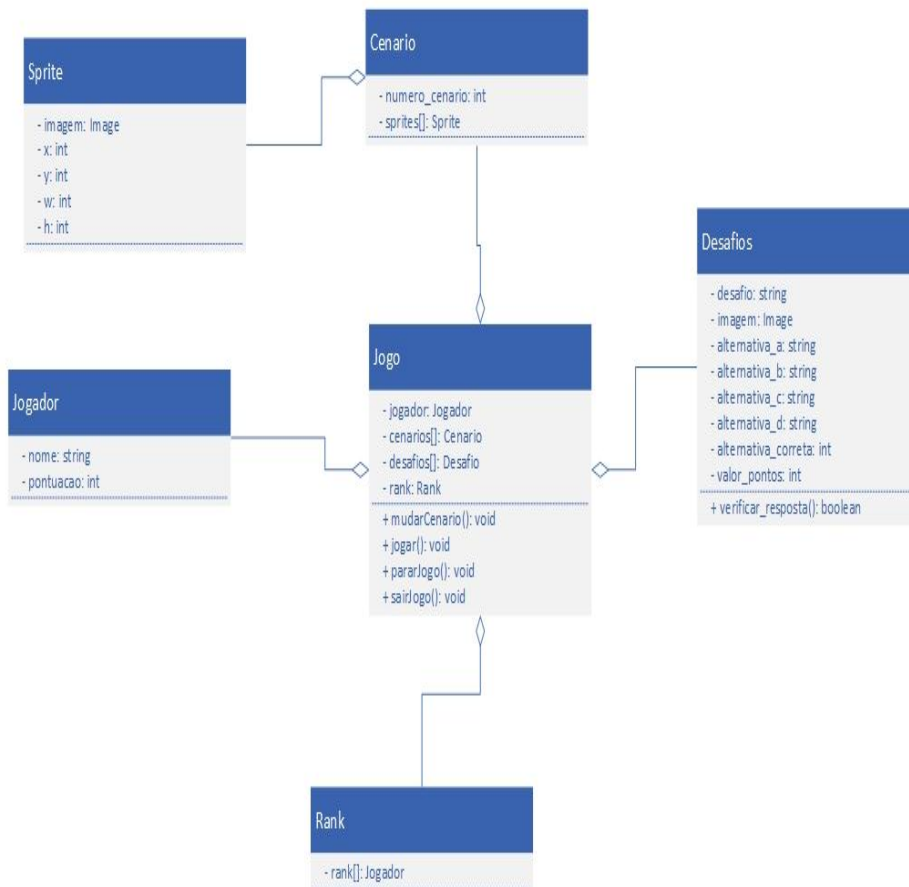 Sprite
- imagem: Image
- x: int
- y: int
- w: int
- h: int
Cenario
- numero_cenario: int
- sprites[]: Sprite
Desafios
- desafio: string
- imagem: Image
- alternativa_a: string
- alternativa_b: string
- alternativa_c: string
- alternativa_d: string
- alternativa_correta: int
- valor_pontos: int
+ verificar_resposta(): boolean
Jogo
- jogador: Jogador
- cenarios[]: Cenario
- desafios[]: Desafio
- rank: Rank
+ mudarCenario(): void
+ jogar(): void
+ pararJogo(): void
+ sairJogo(): void
Jogador
- nome: string
- pontuacao: int
Rank
- rank[]: Jogador